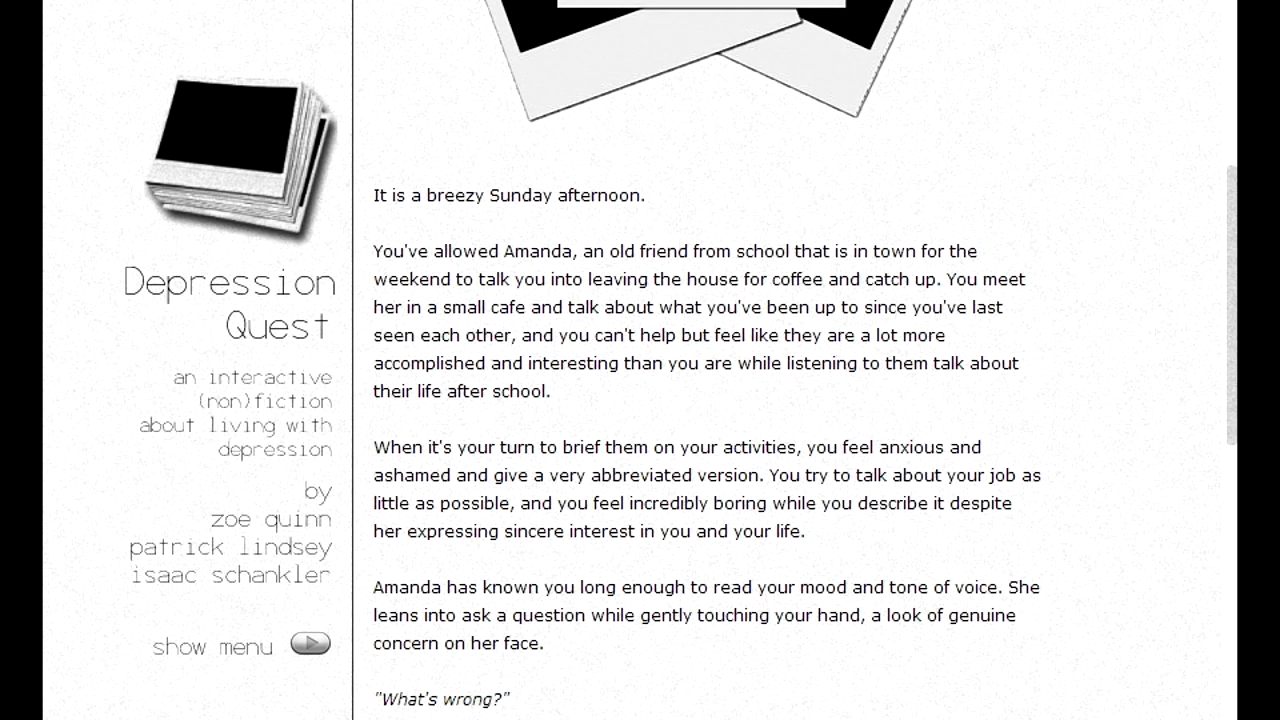 Depression
Quest
an interactive
(non)fiction
about living with
depression
by
zoe quinn
patrick lindsey
isaac schankler
show menu
It is a breezy Sunday afternoon.
You've allowed Amanda, an old friend from school that is in town for the
weekend to talk you into leaving the house for coffee and catch up. You meet
her in a small cafe and talk about what you've been up to since you've last
seen each other, and you can't help but feel like they are a lot more
accomplished and interesting than you are while listening to them talk about
their life after school.
When it's your turn to brief them on your activities, you feel anxious and
ashamed and give a very abbreviated version. You try to talk about your job as
little as possible, and you feel incredibly boring while you describe it despite
her expressing sincere interest in you and your life.
Amanda has known you long enough to read your mood and tone of voice. She
leans into ask a question while gently touching your hand, a look of genuine
concern on her face.
"What's wrong?"